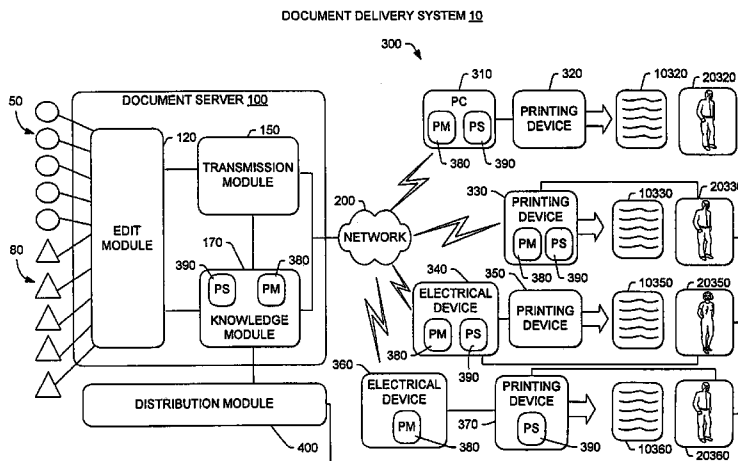 DOCUMENT DELIVERY SYSTEM 10
300
310
320
10320
20320
50
DOCUMENT SERVER 100
120
150
PC
PM
PS
380
390
PRINTING
DEVICE
TRANSMISSION
MODULE
EDIT
MODULE
200
NETWORK
330
PRINTING
DEVICE
PM
PS
380
390
10330
20330
80
170
390
380
PS
PM
KNOWLEDGE
MODULE
340
350
ELECTRICAL
DEVICE
PM
PS
380
390
PRINTING
DEVICE
10350
20350
360
ELECTRICAL
DEVICE
PM
380
PRINTING
DEVICE
PS
370
390
10360
20360
DISTRIBUTION MODULE
400